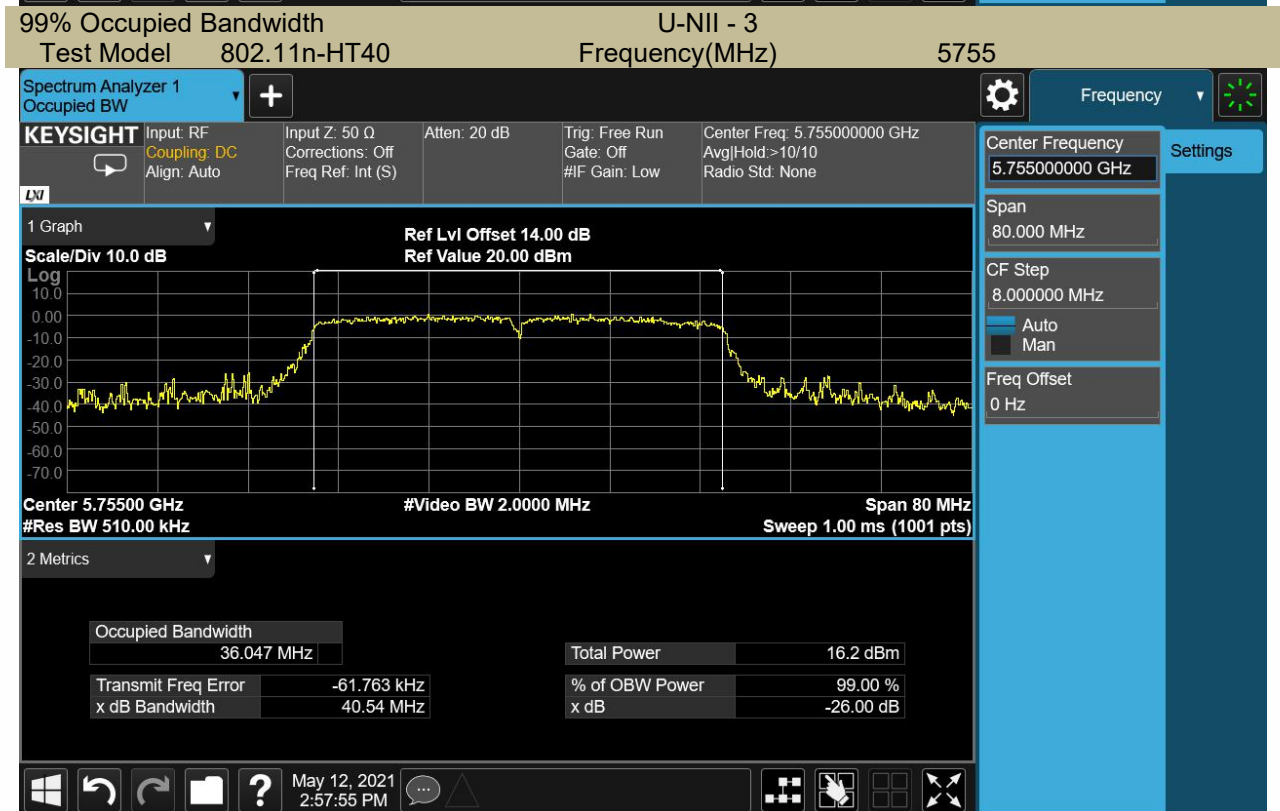 99% Occupied Bandwidth U-NII - 3
Test Model 802.11n-HT40 Frequency(MHz) 5755
Spectrum Analyzer 1
Occupied BW
+
Frequency
KEYSIGHT
LXI
Input: RF
Coupling: DC
Align: Auto
Input Z: 50 Ω
Corrections: Off
Freq Ref: Int (S)
Atten: 20 dB
Trig: Free Run
Gate: Off
#IF Gain: Low
Center Freq: 5.755000000 GHz
Avg|Hold:>10/10
Radio Std: None
Center Frequency
5.755000000 GHz
Settings
Span
80.000 MHz
CF Step
8.000000 MHz
Auto
Man
Freq Offset
0 Hz
1 Graph
Ref Lvl Offset 14.00 dB
Scale/Div 10.0 dB Ref Value 20.00 dBm
Log
10.0
0.00
-10.0
-20.0
-30.0
-40.0
-50.0
-60.0
-70.0
Center 5.75500 GHz #Video BW 2.0000 MHz Span 80 MHz
#Res BW 510.00 kHz Sweep 1.00 ms (1001 pts)
2 Metrics
Occupied Bandwidth
36.047 MHz Total Power 16.2 dBm
Transmit Freq Error -61.763 kHz % of OBW Power 99.00 %
x dB Bandwidth 40.54 MHz x dB -26.00 dB
?
May 12, 2021
2:57:55 PM